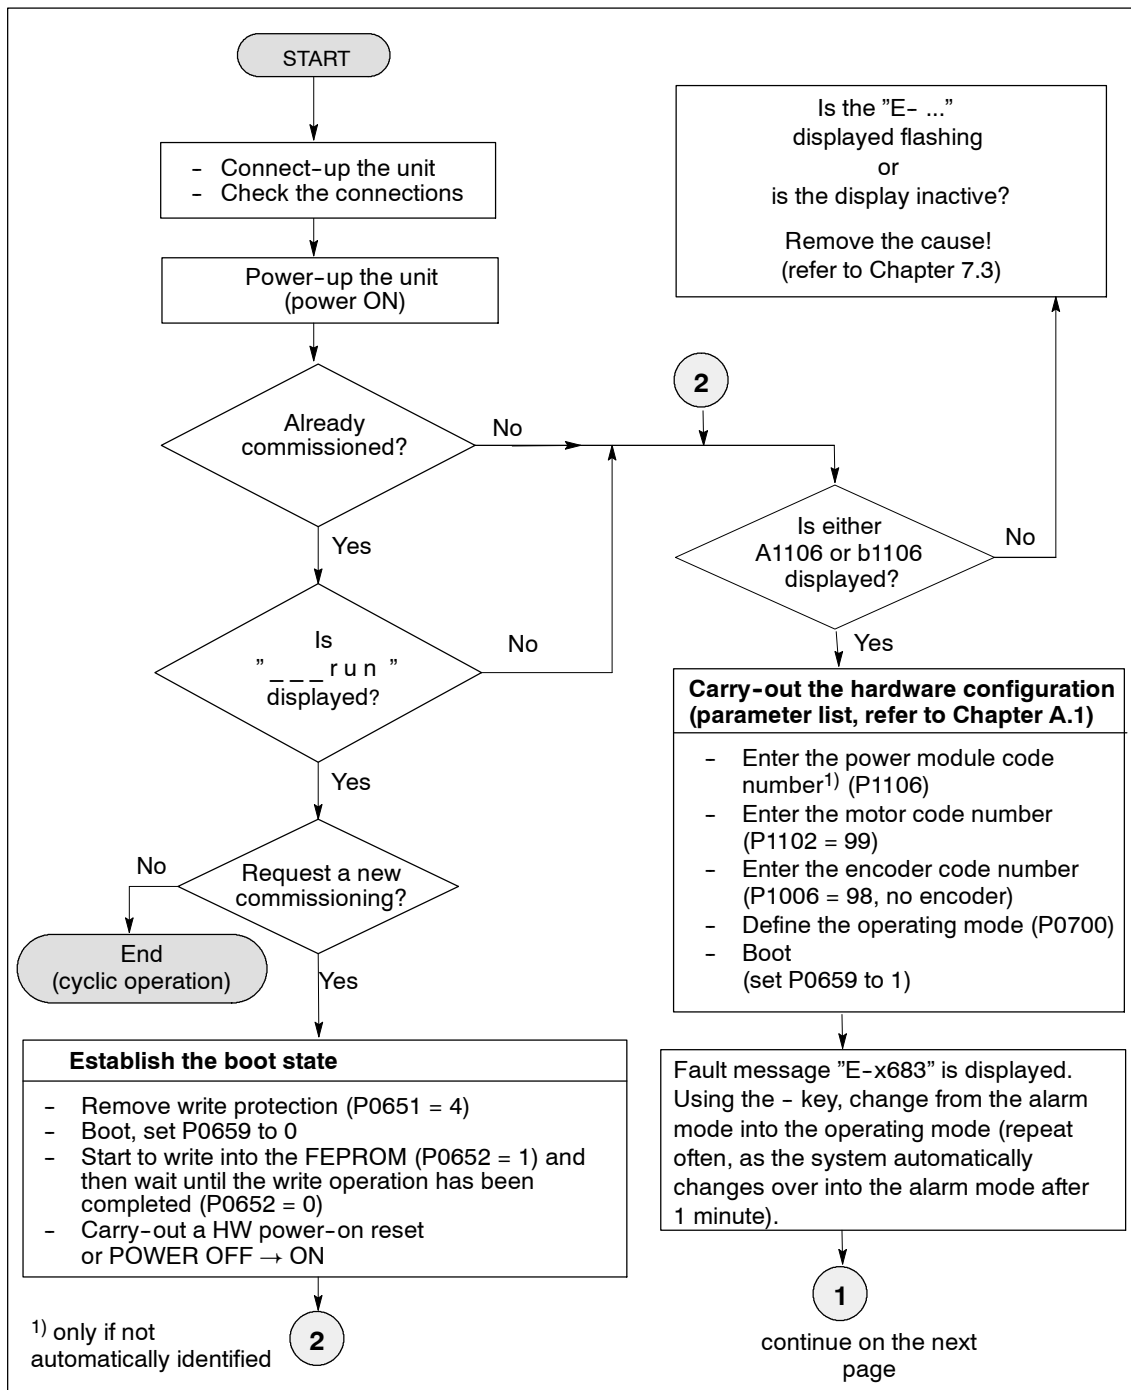 START
- Connect-up the unit
- Check the connections
Power-up the unit
(power ON)
Already
commissioned?
No
Yes
Is
" _ _ _ r u n "
displayed?
No
Yes
Request a new
commissioning?
No
End
(cyclic operation)
Yes
Establish the boot state
- Remove write protection (P0651 = 4)
- Boot, set P0659 to 0
- Start to write into the FEPROM (P0652 = 1) and
then wait until the write operation has been
completed (P0652 = 0)
- Carry-out a HW power-on reset
or POWER OFF → ON
2
1) only if not
automatically identified
Is the "E- ..."
displayed flashing
or
is the display inactive?
Remove the cause!
(refer to Chapter 7.3)
2
Is either
A1106 or b1106
displayed?
No
Yes
Carry-out the hardware configuration
(parameter list, refer to Chapter A.1)
- Enter the power module code
number1) (P1106)
- Enter the motor code number
(P1102 = 99)
- Enter the encoder code number
(P1006 = 98, no encoder)
- Define the operating mode (P0700)
- Boot
(set P0659 to 1)
Fault message "E-x683" is displayed.
Using the - key, change from the alarm
mode into the operating mode (repeat
often, as the system automatically
changes over into the alarm mode after
1 minute).
1
continue on the next
page